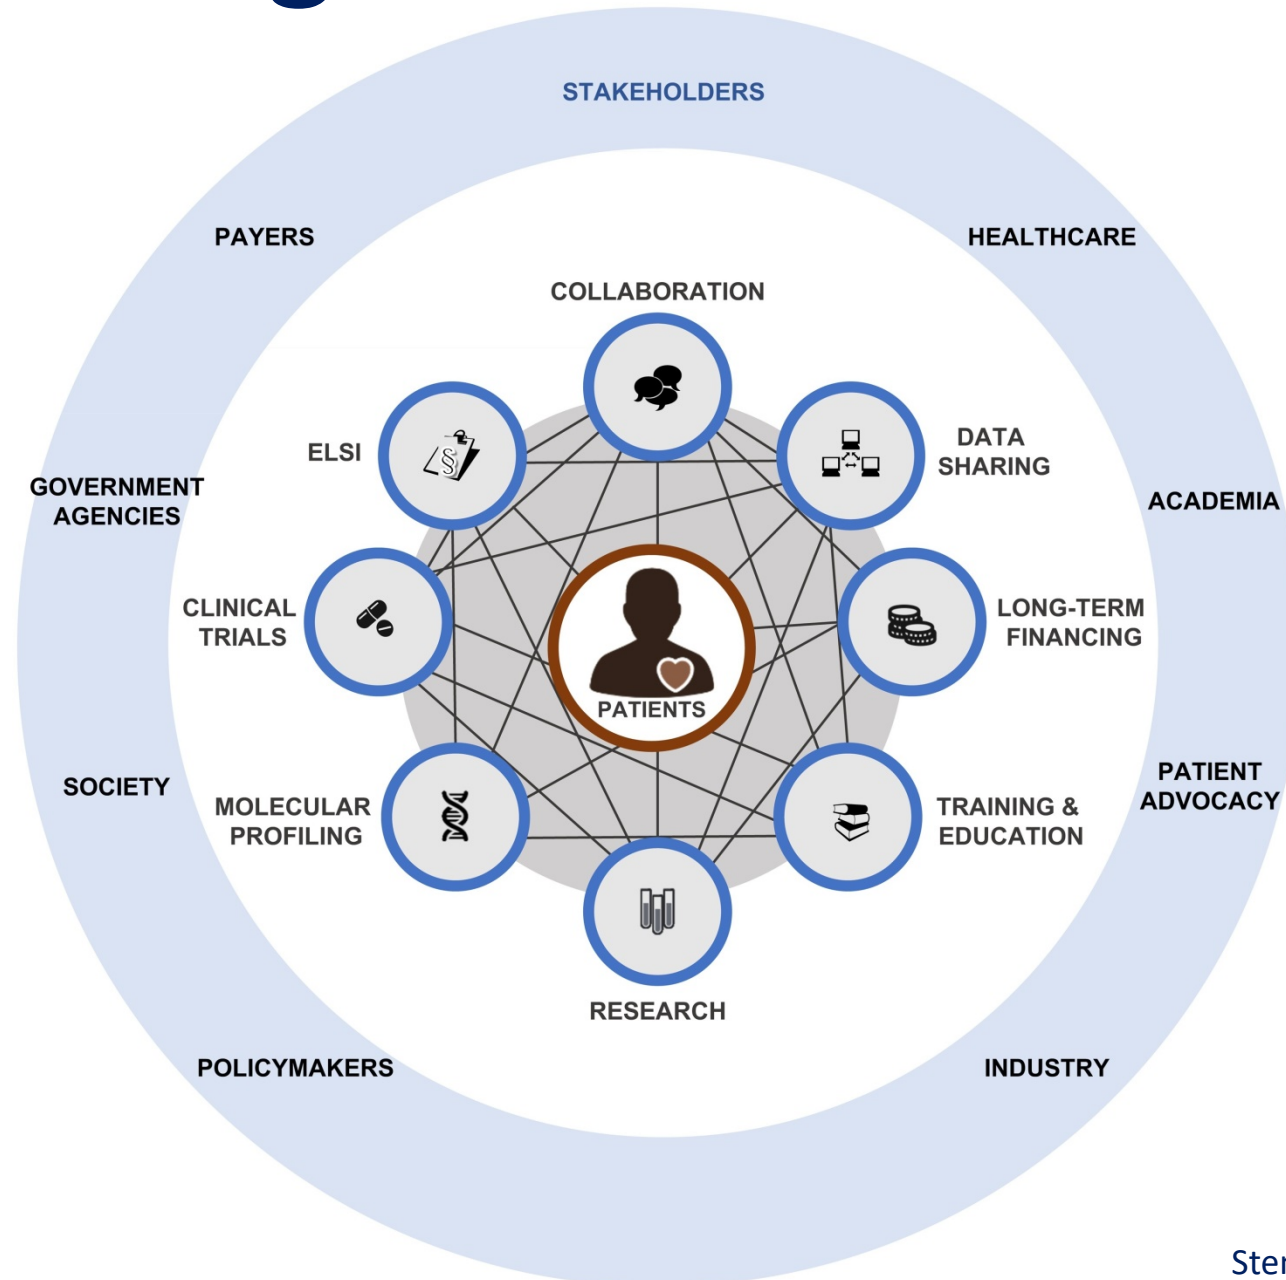 STAKEHOLDERS
PAYERS
HEALTHCARE
COLLABORATION
ELSI
DATA
SHARING
GOVERNMENT
AGENCIES
ACADEMIA
CLINICAL
TRIALS
LONG-TERM
FINANCING
PATIENTS
SOCIETY
PATIENT
ADVOCACY
MOLECULAR
PROFILING
TRAINING &
EDUCATION
RESEARCH
POLICYMAKERS
INDUSTRY